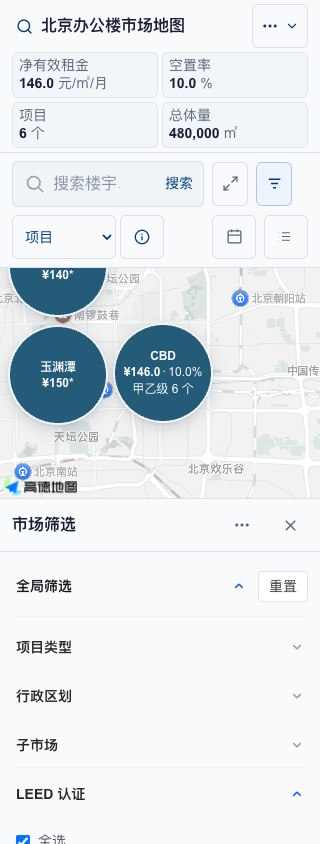 北京办公楼市场地图
净有效租金
146.0 元/㎡/月
空置率
10.0 %
项目
6 个
总体量
480,000 ㎡
搜索楼宇.
搜索
项目
¥140*
坛公园
北京朝阳站
南锣鼓巷
玉渊潭
¥150*
CBD
¥146.0 · 10.0%
甲乙级 6 个
中国传
天坛公园
北京南站
北京欢乐谷
高德地图
市场筛选
全局筛选
重置
项目类型
行政区划
子市场
LEED 认证
全选